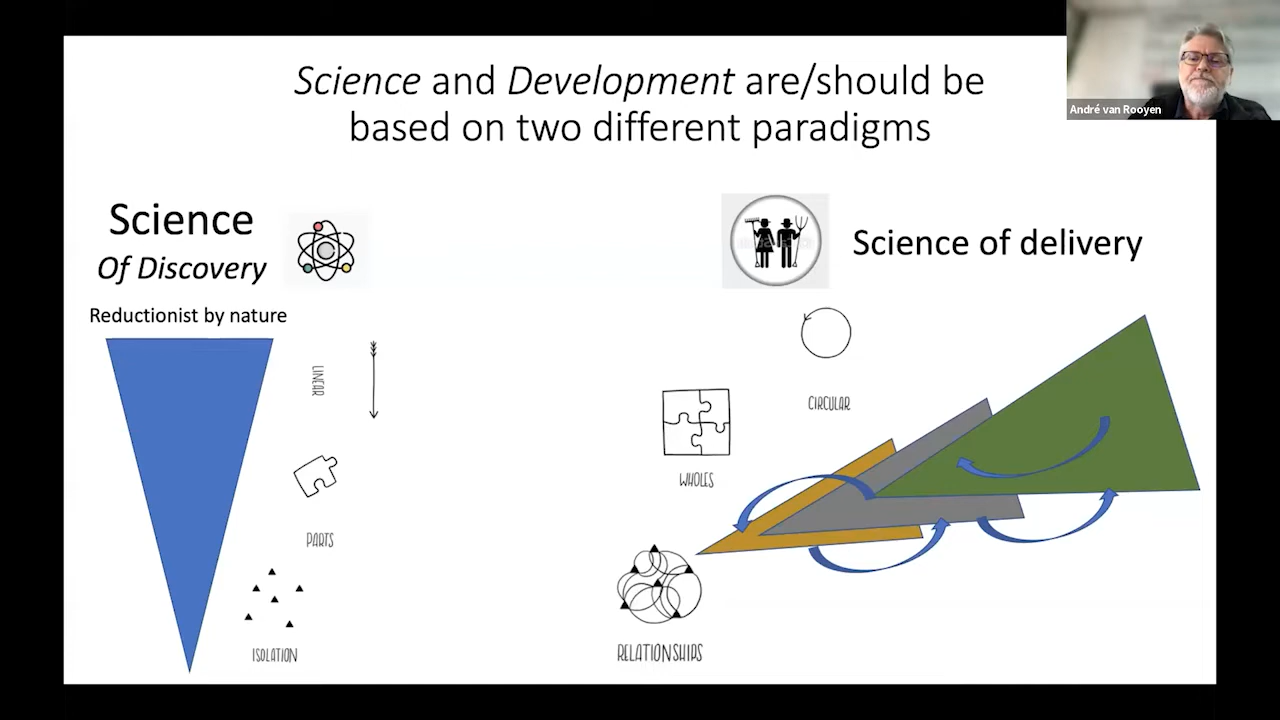 Science and Development are/should be
based on two different paradigms
André van Rooyen
Science
Of Discovery
Reductionist by nature
LINEAR
PARTS
ISOLATION
Science of delivery
CIRCULAR
WHOLES
RELATIONSHIPS